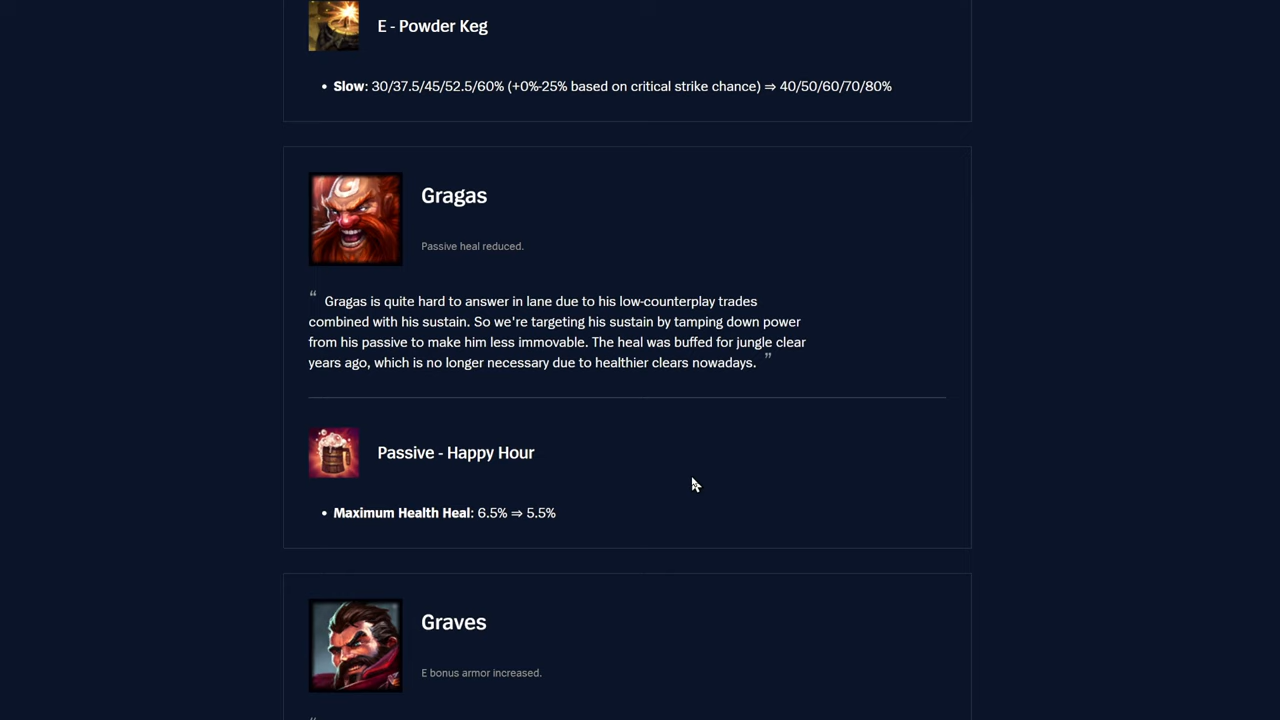 E - Powder Keg
• Slow: 30/37.5/45/52.5/60% (+0%-25% based on critical strike chance) ⇒ 40/50/60/70/80%
Gragas
Passive heal reduced.
“ Gragas is quite hard to answer in lane due to his low-counterplay trades
combined with his sustain. So we're targeting his sustain by tamping down power
from his passive to make him less immovable. The heal was buffed for jungle clear
years ago, which is no longer necessary due to healthier clears nowadays. ”
Passive - Happy Hour
• Maximum Health Heal: 6.5% ⇒ 5.5%
Graves
E bonus armor increased.
“